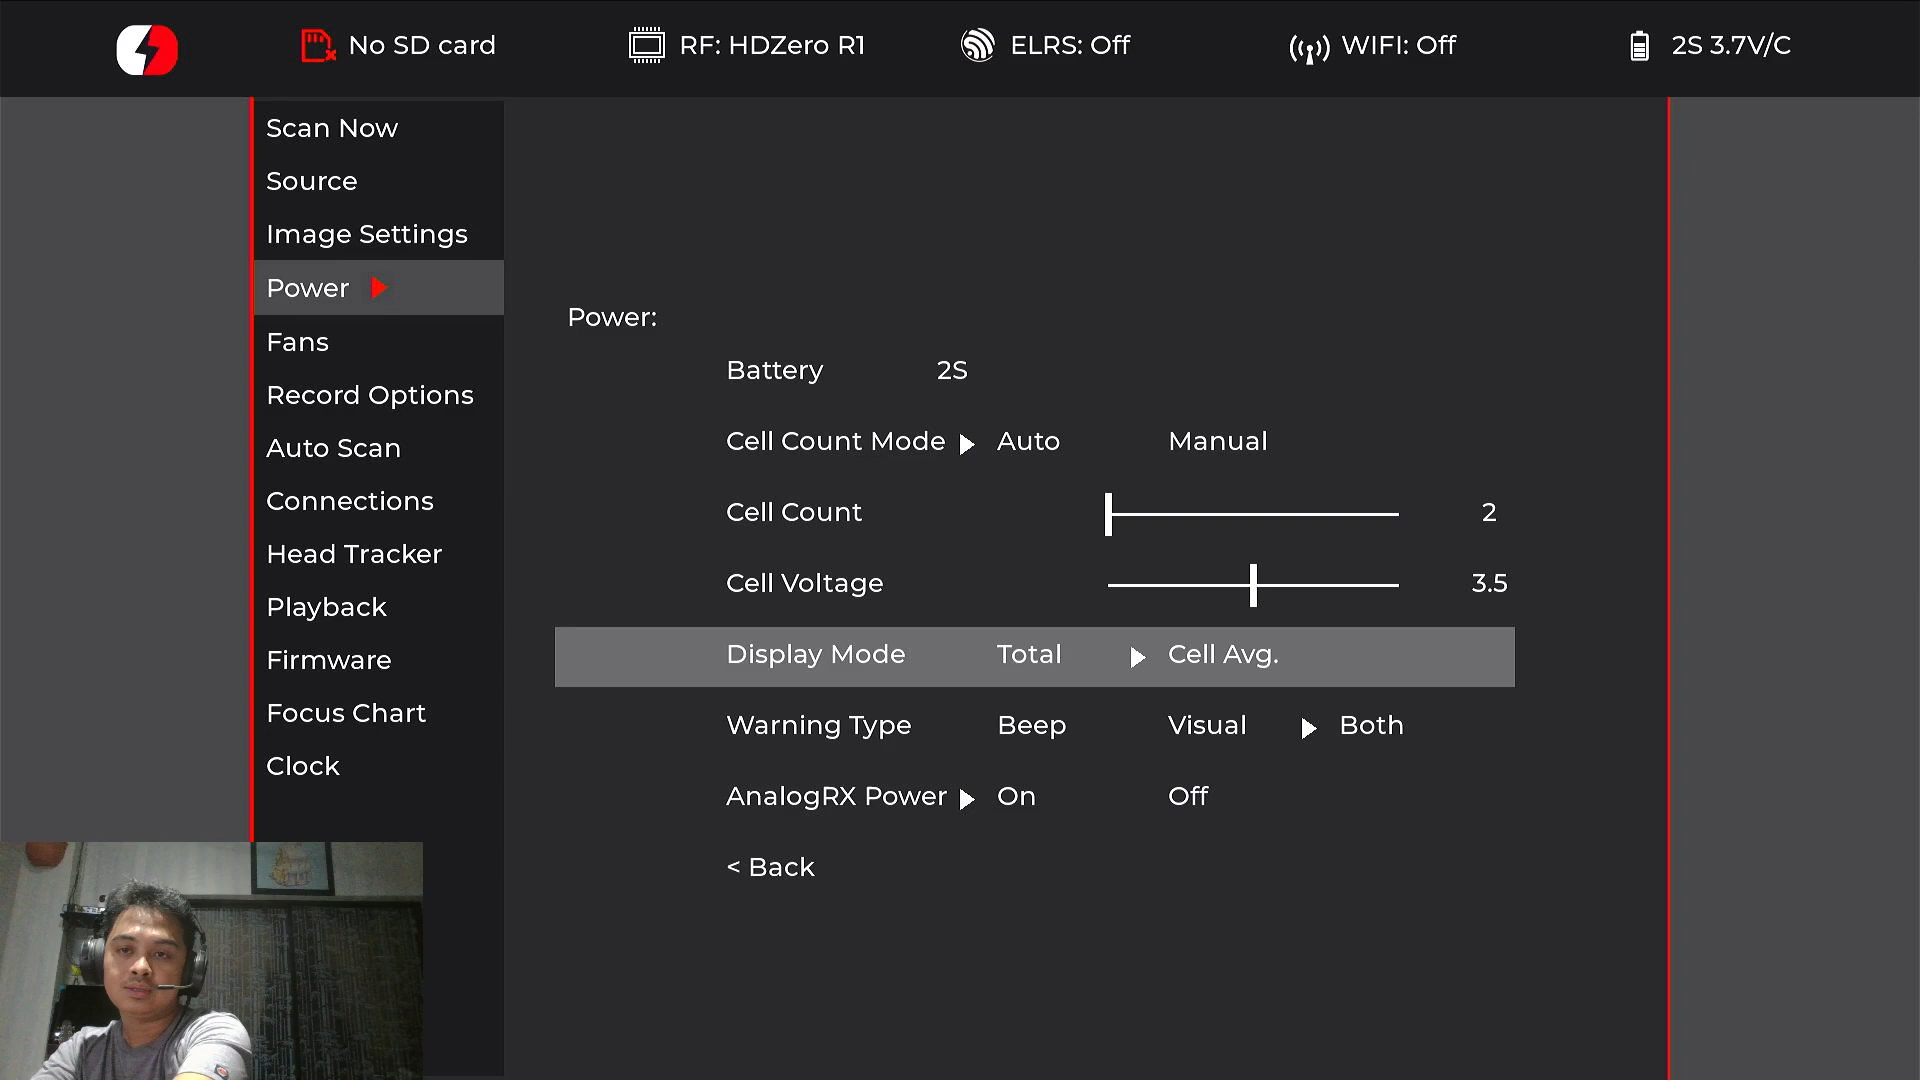 No SD card
RF: HDZero R1
ELRS: Off
WIFI: Off
2S 3.7V/C
Scan Now
Source
Image Settings
Power
Fans
Record Options
Auto Scan
Connections
Head Tracker
Playback
Firmware
Focus Chart
Clock
Power:
Battery 2S
Cell Count Mode Auto Manual
Cell Count 2
Cell Voltage 3.5
Display Mode Total Cell Avg.
Warning Type Beep Visual Both
AnalogRX Power On Off
< Back